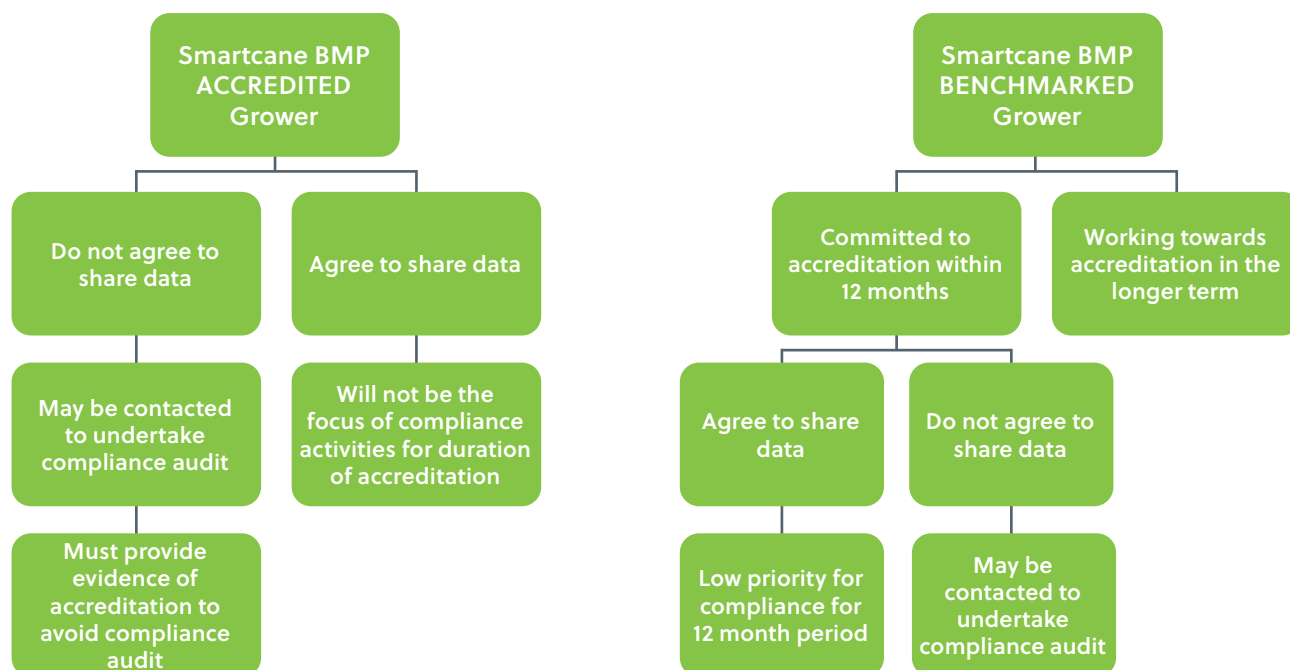 Smartcane BMP
ACCREDITED
Grower
Do not agree to
share data
Agree to share data
May be contacted
to undertake
compliance audit
Will not be the
focus of compliance
activities for duration
of accreditation
Must provide
evidence of
accreditation to
avoid compliance
audit
Smartcane BMP
BENCHMARKED
Grower
Committed to
accreditation within
12 months
Working towards
accreditation in the
longer term
Agree to share
data
Do not agree to
share data
Low priority for
compliance for
12 month period
May be
contacted to
undertake
compliance audit